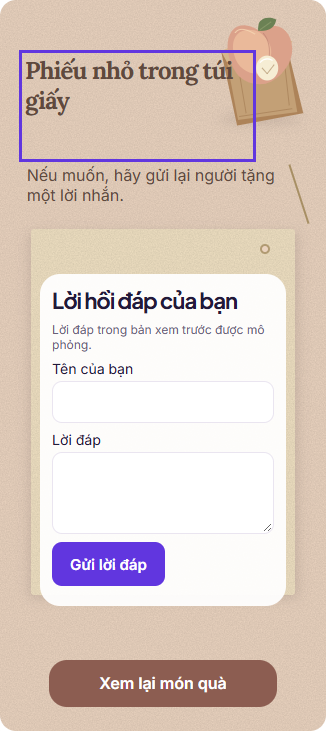 Phiếu nhỏ trong túi
giấy
Nếu muốn, hãy gửi lại người tặng
một lời nhắn.
Lời hồi đáp của bạn
Lời đáp trong bản xem trước được mô
phỏng.
Tên của bạn
Lời đáp
Gửi lời đáp
Xem lại món quà